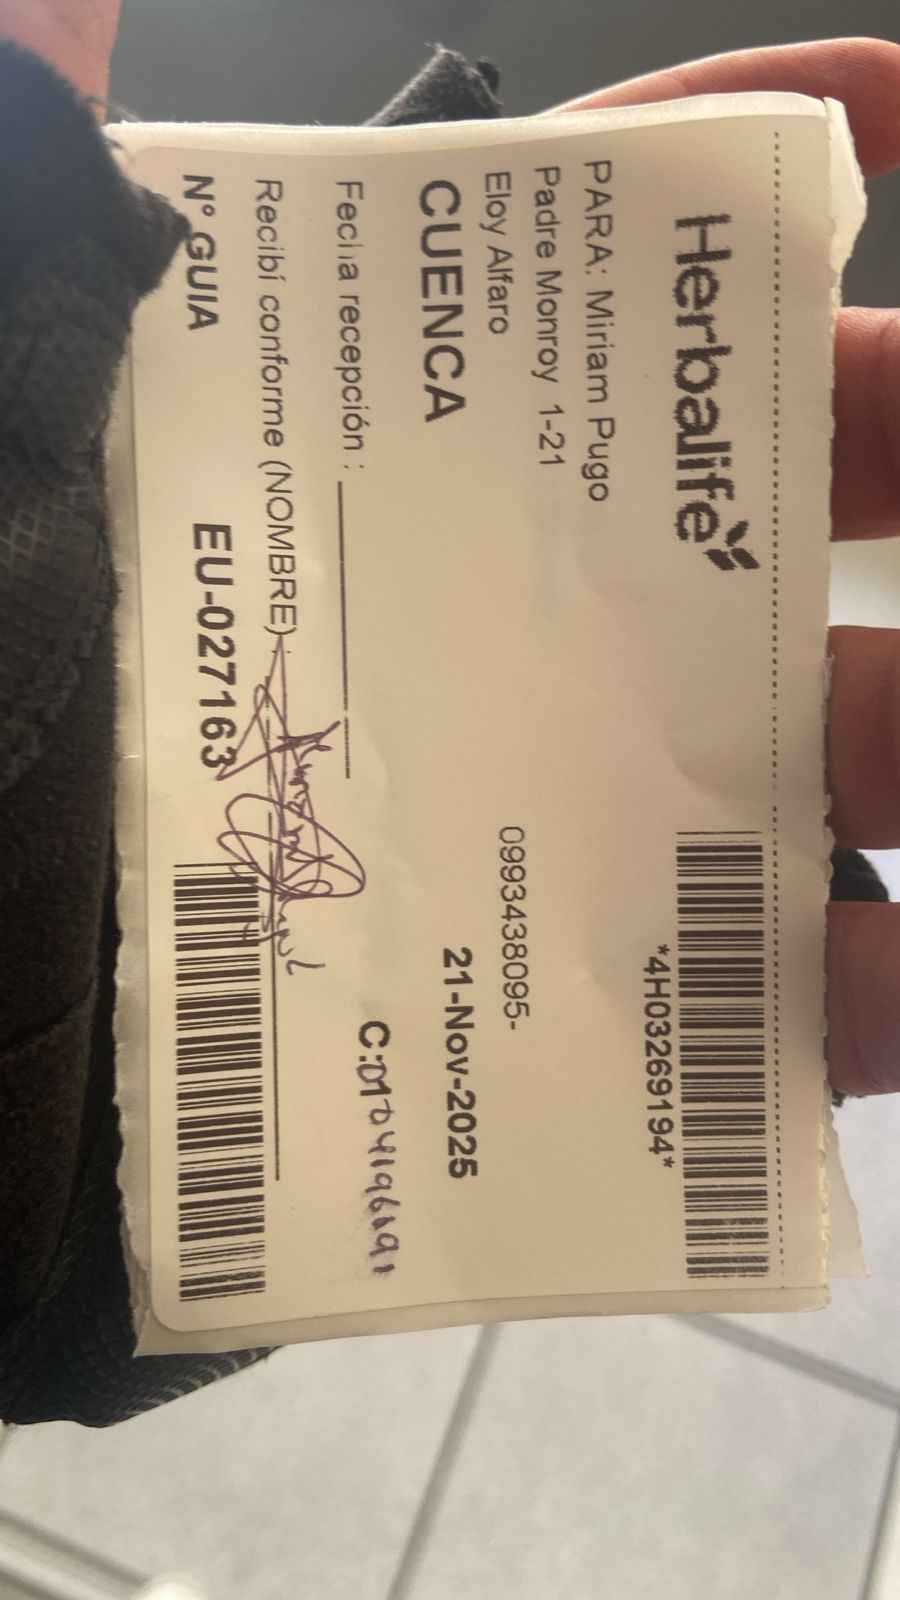 Herbalife
*4H03269194*
PARA: Miriam Pugo
Padre Monroy 1-21
Eloy Alfaro
0993438095-
CUENCA
21-Nov-2025
Fecha recepción :
C:
Recibí conforme (NOMBRE):
N° GUIA
EU-027163